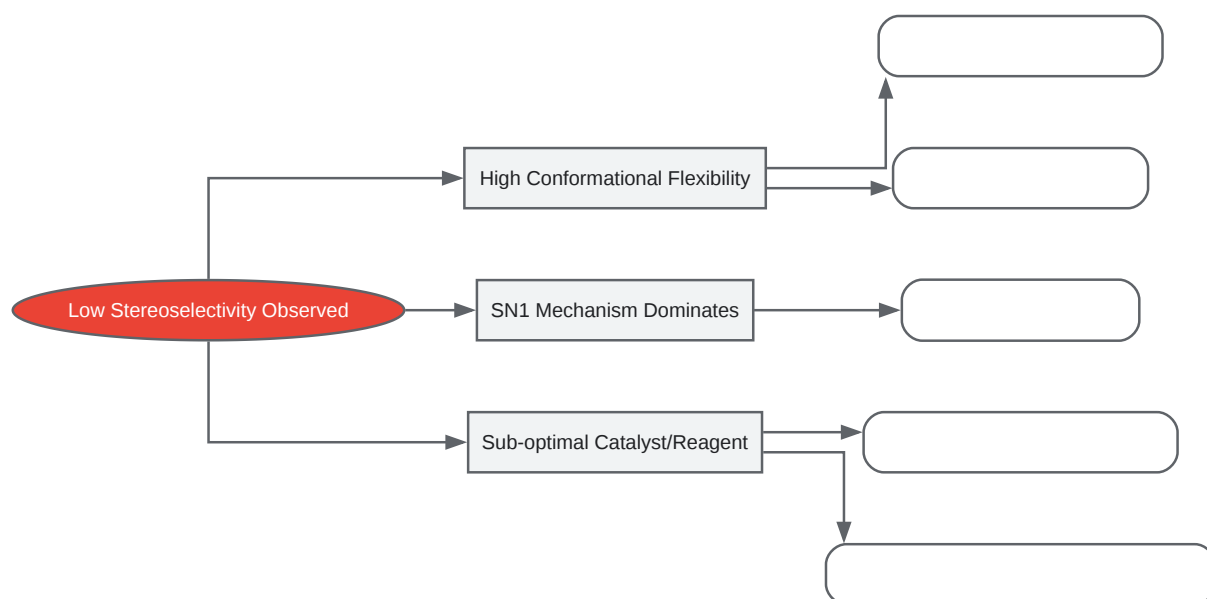 High Conformational Flexibility
Low Stereoselectivity Observed
SN1 Mechanism Dominates
Sub-optimal Catalyst/Reagent